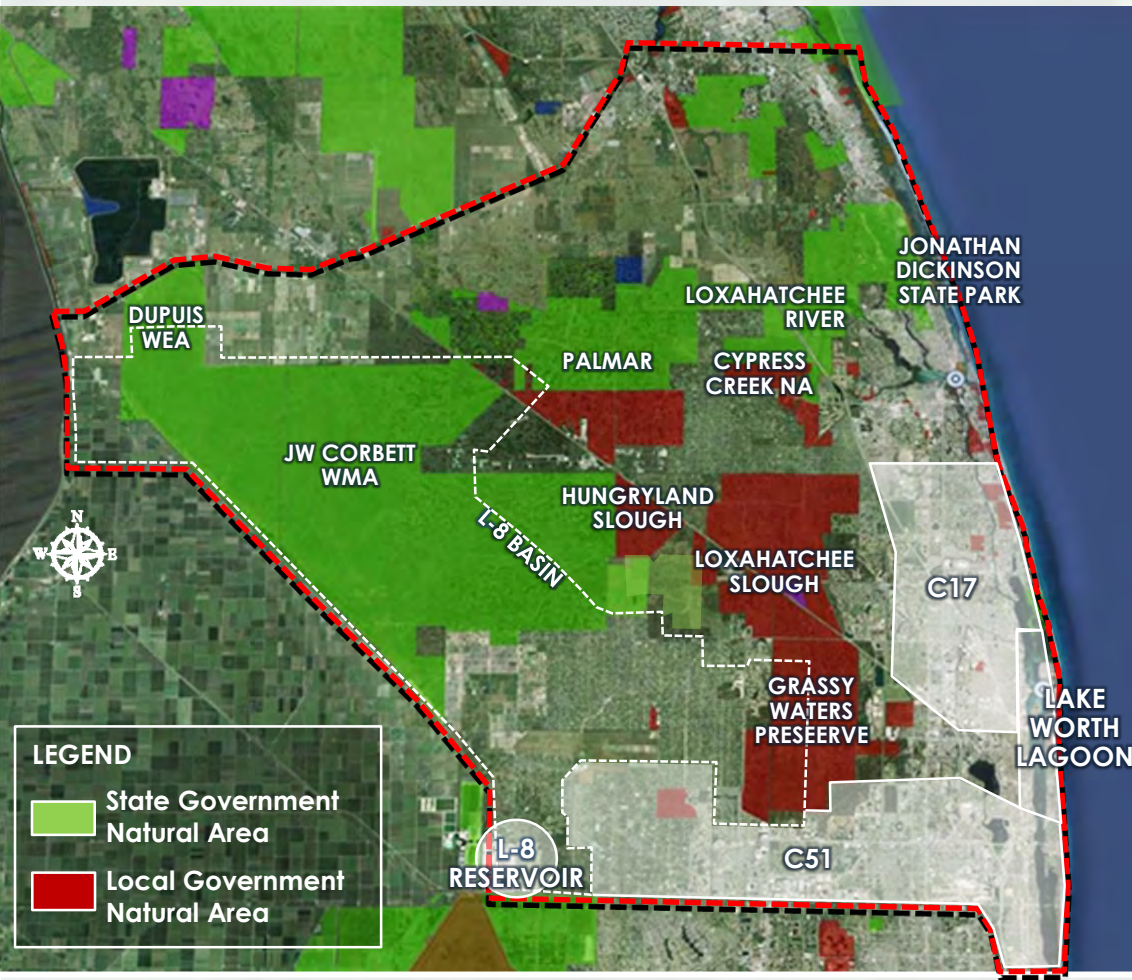 JONATHAN
DICKINSON
STATE PARK
LOXAHATCHEE
RIVER
DUPUIS
WEA
PALMAR
CYPRESS
CREEK NA
JW CORBETT
WMA
HUNGRYLAND
SLOUGH
L-8 BASIN
LOXAHATCHEE
SLOUGH
N
W E
S
C17
GRASSY
WATERS
PRESEERVE
LAKE
WORTH
LAGOON
LEGEND
State Government
Natural Area
Local Government
Natural Area
L-8
RESERVOIR
C51